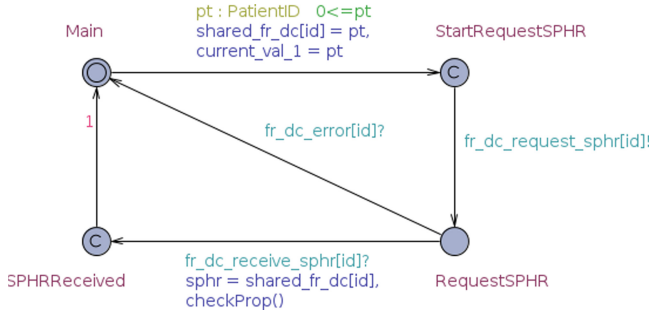 pt : PatientID 0<=pt
Main
shared_fr_dc[id] = pt,
StartRequestSPHR
current_val_1 = pt
C
fr_dc_error[id]?
1
fr_dc_request_sphr[id]!
C
fr_dc_receive_sphr[id]?
SPHRReceived
sphr = shared_fr_dc[id],
RequestSPHR
checkProp()